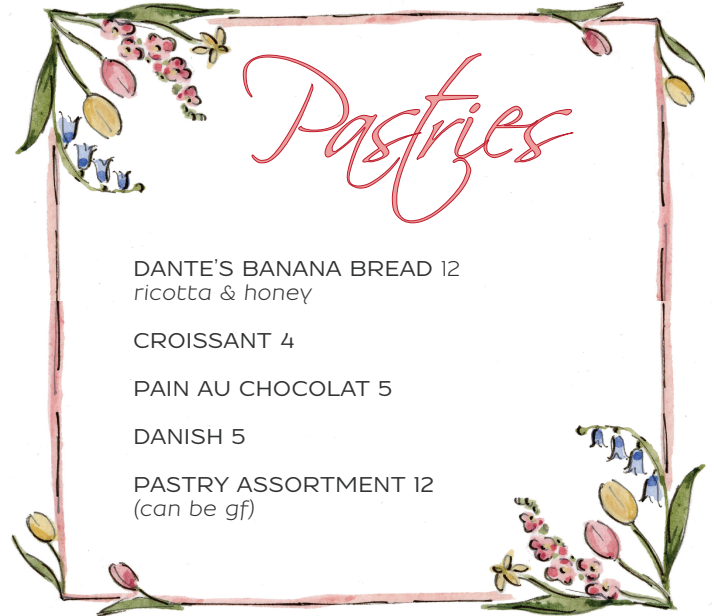 Pastries
DANTE'S BANANA BREAD 12
ricotta & honey
CROISSANT 4
PAIN AU CHOCOLAT 5
DANISH 5
PASTRY ASSORTMENT 12
(can be gf)